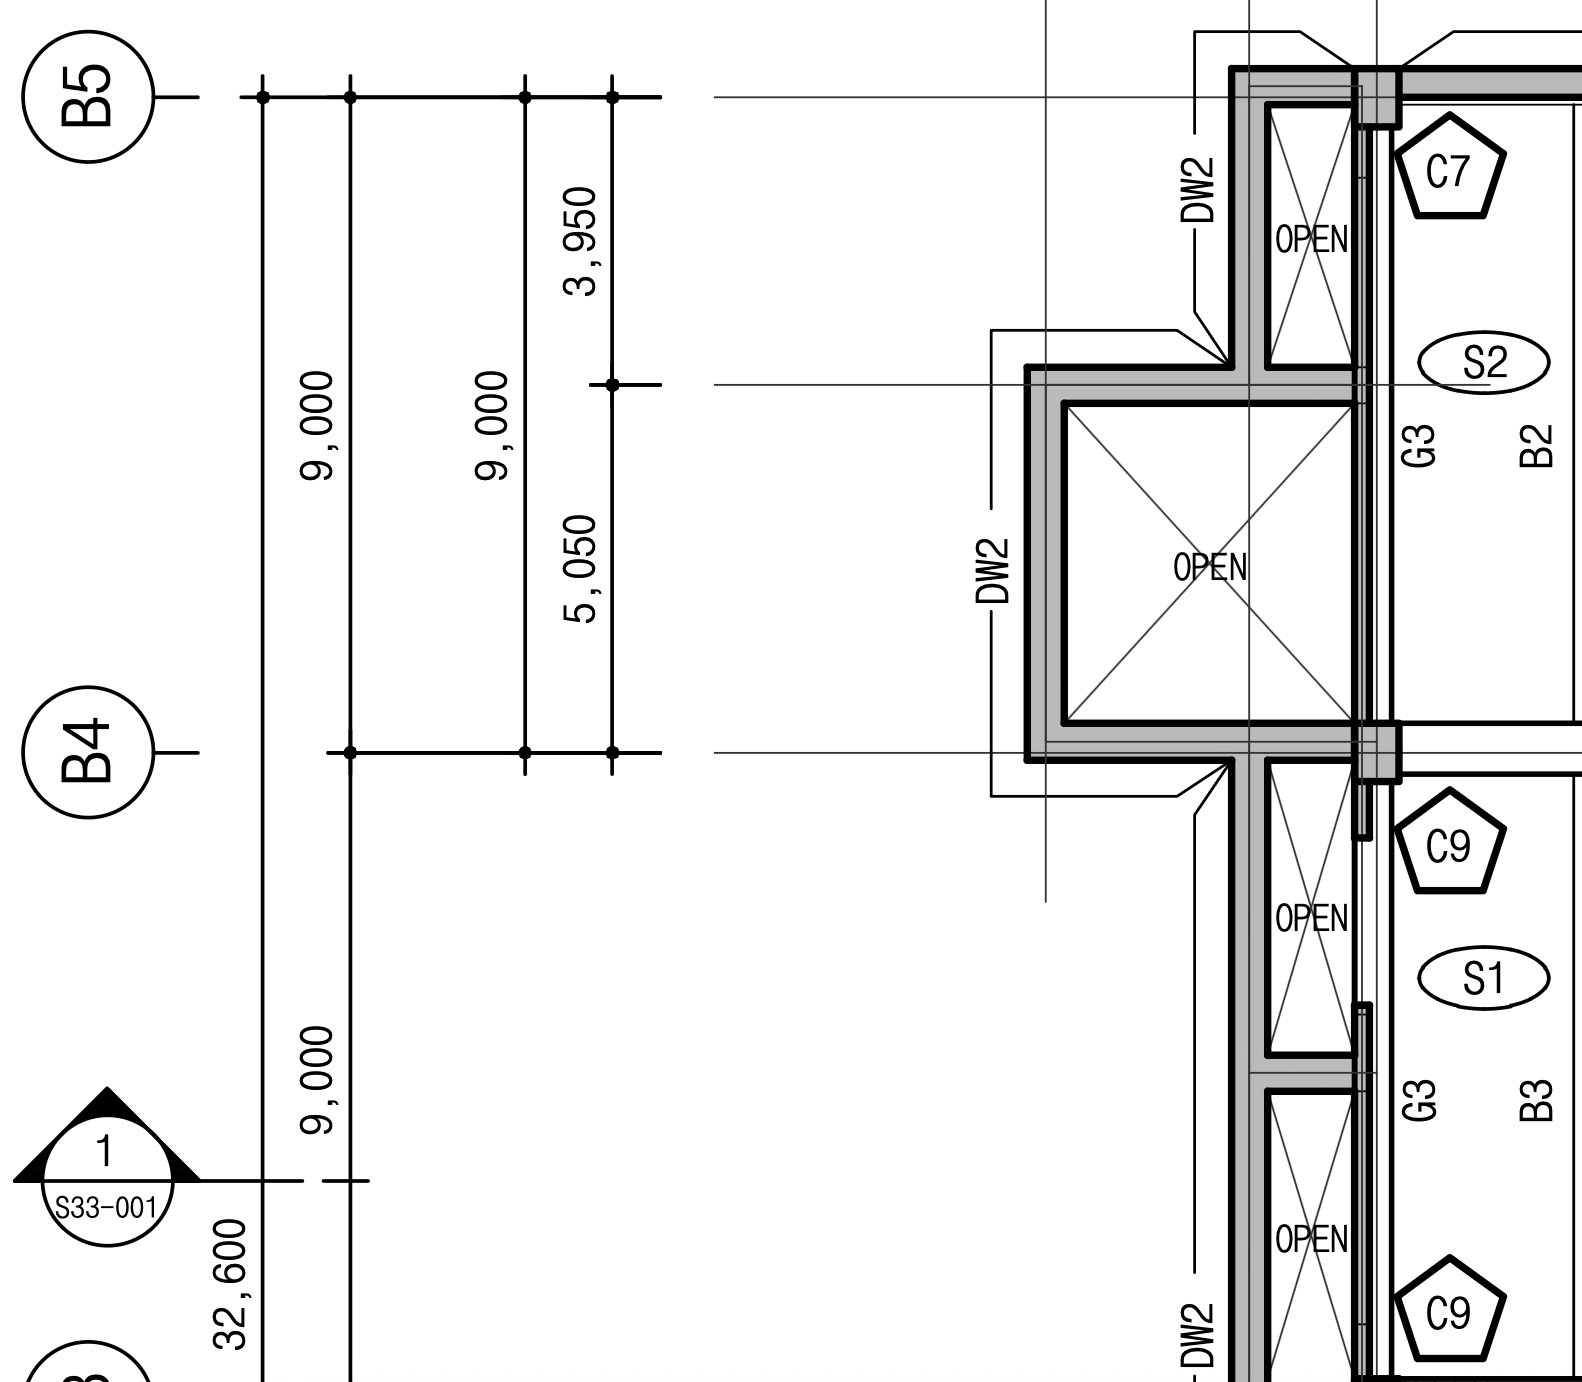 B5
3,950
DW2
C7
OPEN
S2
9,000
9,000
G3
B2
5,050
DW2
OPEN
B4
C9
OPEN
S1
9,000
G3
B3
1
S33-001
32,600
OPEN
DW2
C9